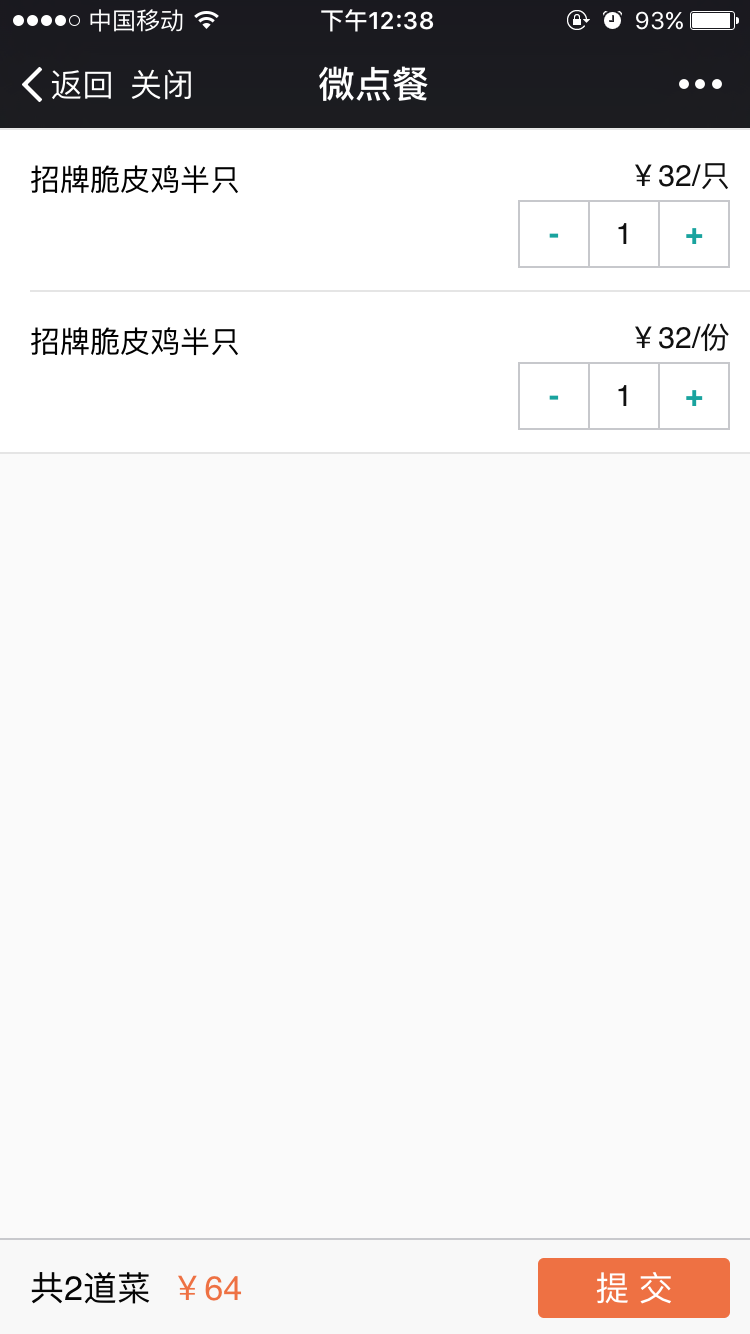 中国移动 下午12:38 93%
返回 关闭 微点餐
招牌脆皮鸡半只 ￥32/只
- 1 +
招牌脆皮鸡半只 ￥32/份
- 1 +
共2道菜 ￥64 提交